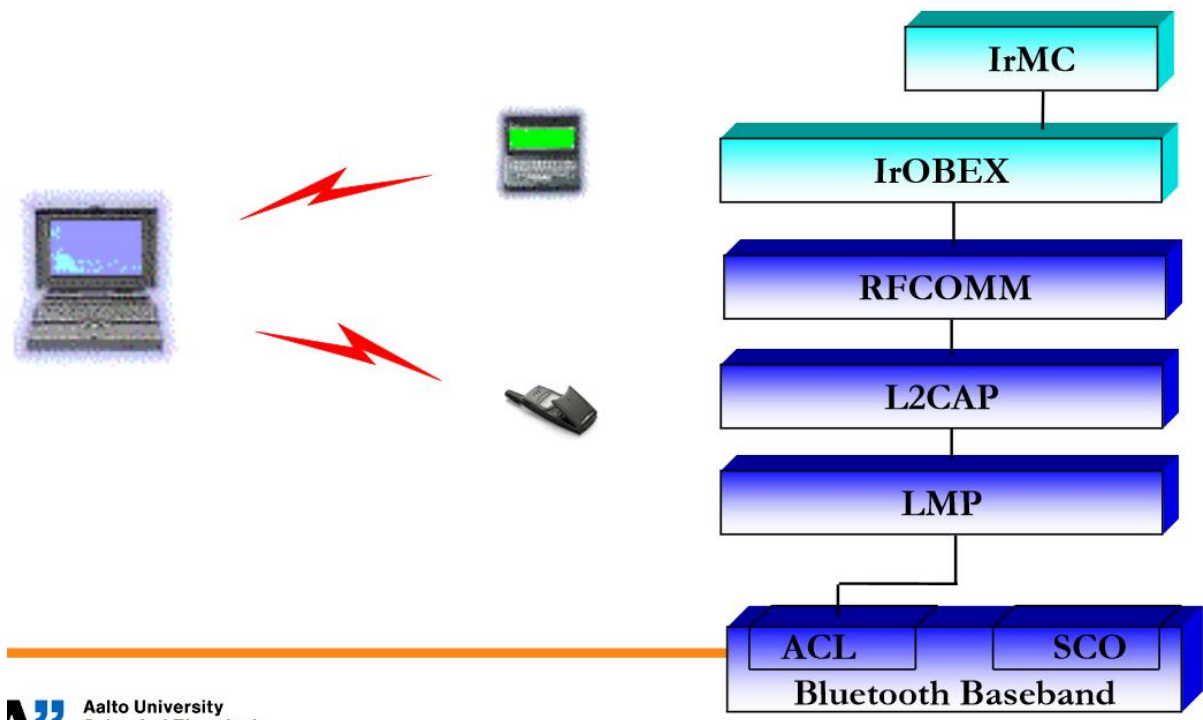 IrMC
IrOBEX
RFCOMM
L2CAP
LMP
ACL SCO
Bluetooth Baseband
Aalto University